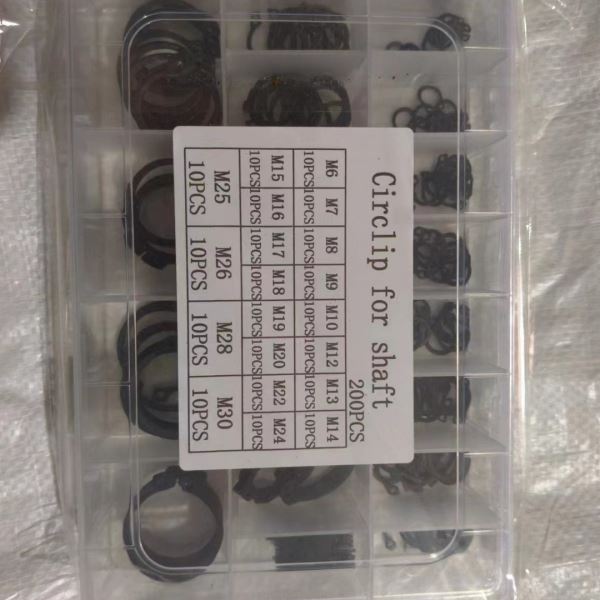 Circlip for shaft
200PCS
M6 M7 M8 M9 M10 M12 M13 M14
10PCS 10PCS 10PCS 10PCS 10PCS 10PCS 10PCS 10PCS
M15 M16 M17 M18 M19 M20 M22 M24
10PCS 10PCS 10PCS 10PCS 10PCS 10PCS 10PCS 10PCS
M25 M26 M28 M30
10PCS 10PCS 10PCS 10PCS